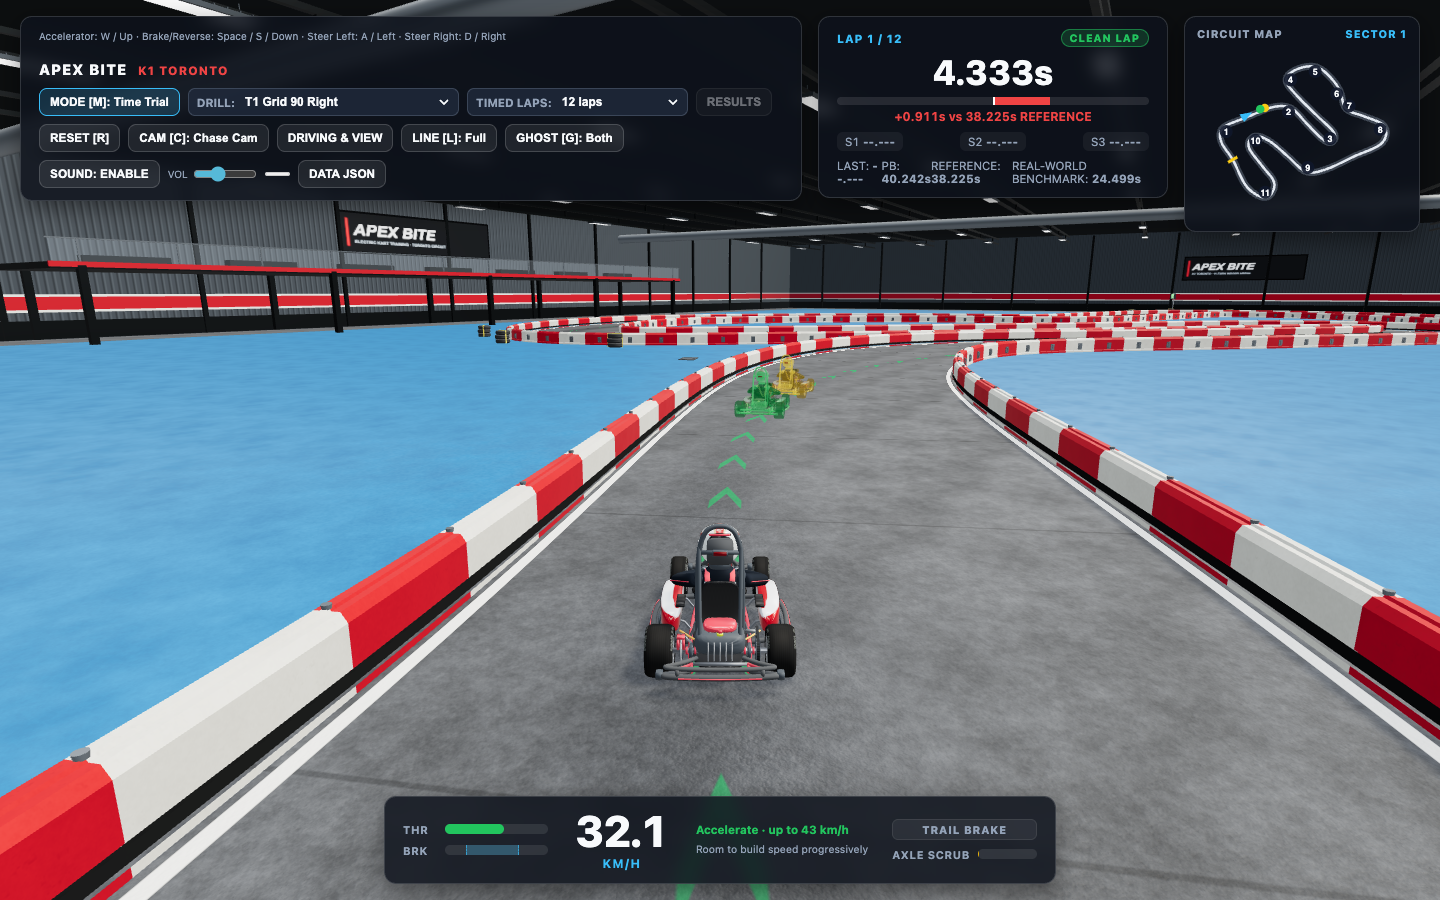 Accelerator: W / Up · Brake/Reverse: Space / S / Down · Steer Left: A / Left · Steer Right: D / Right
APEX BITE K1 TORONTO
MODE [M]: Time Trial
DRILL: T1 Grid 90 Right
TIMED LAPS: 12 laps
RESULTS
RESET [R]
CAM [C]: Chase Cam
DRIVING & VIEW
LINE [L]: Full
GHOST [G]: Both
SOUND: ENABLE
VOL
DATA JSON
LAP 1 / 12
CLEAN LAP
4.333s
+0.911s vs 38.225s REFERENCE
S1 --.---
S2 --.---
S3 --.---
LAST: --.---
PB: 40.242s
REFERENCE: 38.225s
REAL-WORLD BENCHMARK: 24.499s
CIRCUIT MAP
SECTOR 1
1
2
3
4
5
6
7
8
9
10
11
APEX BITE
APEX BITE
THR
BRK
32.1
KM/H
Accelerate · up to 43 km/h
Room to build speed progressively
TRAIL BRAKE
AXLE SCRUB